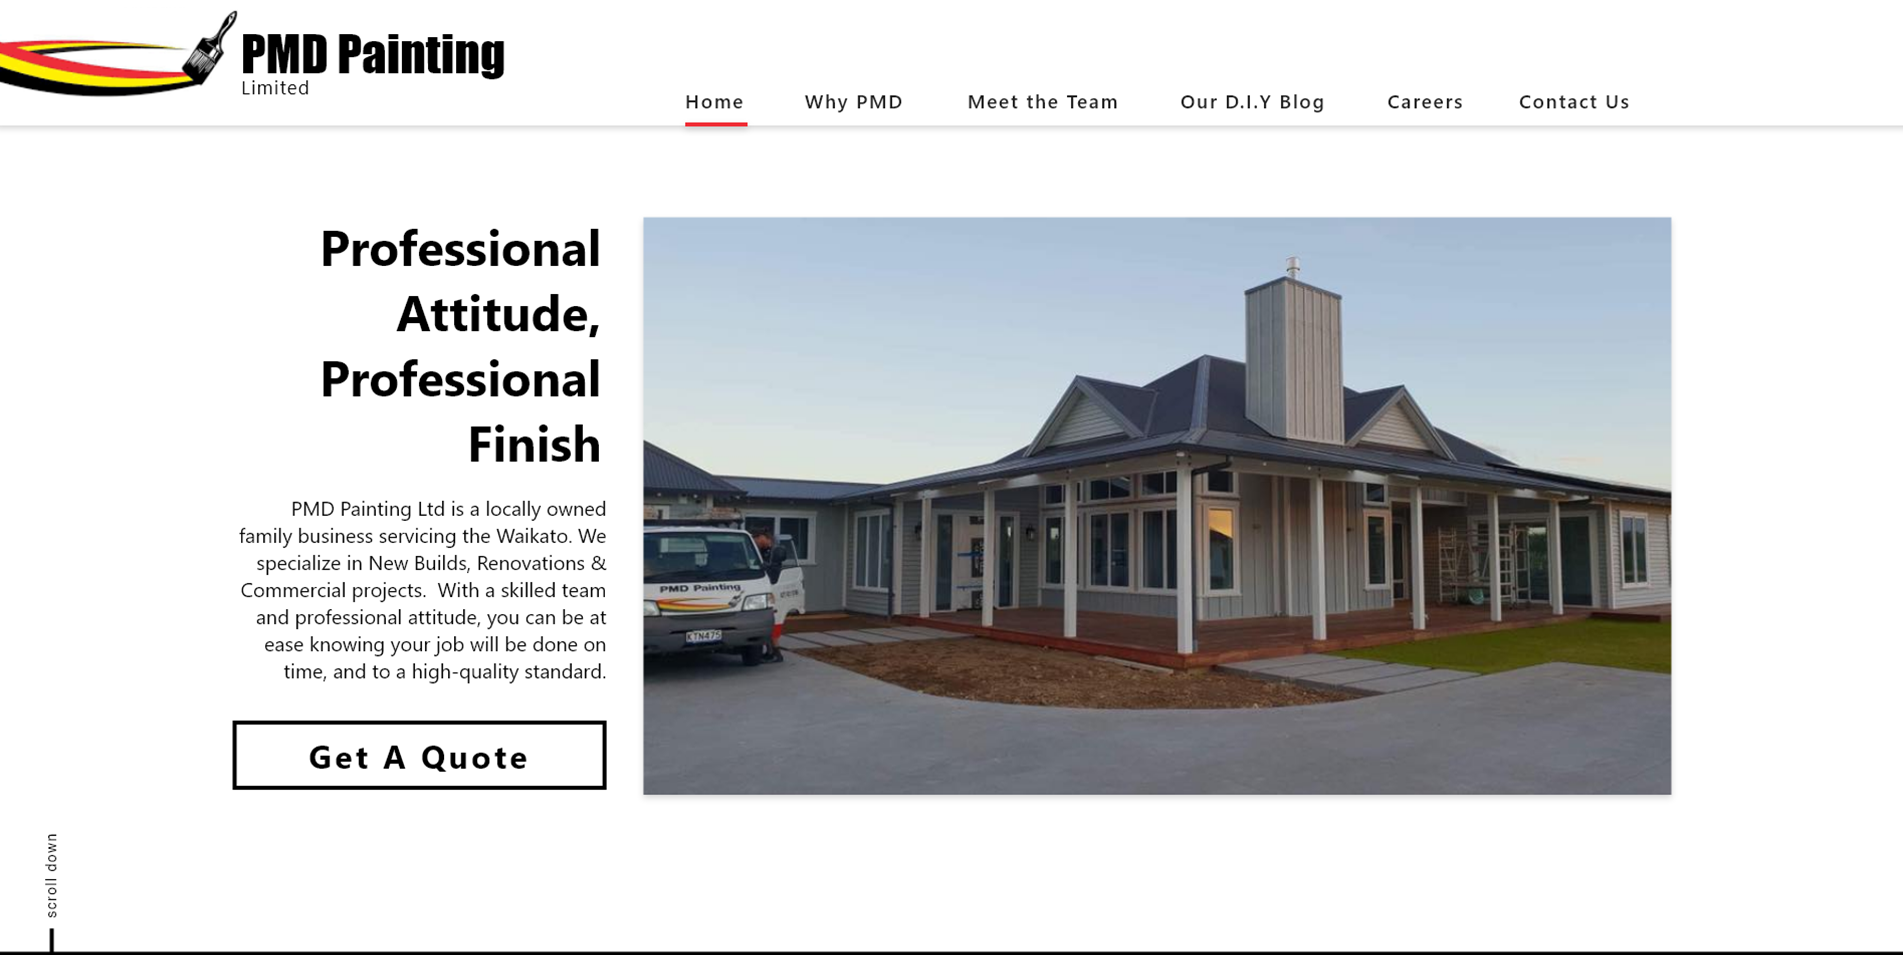 PMD Painting
Limited
Home Why PMD Meet the Team Our D.I.Y Blog Careers Contact Us
Professional
Attitude,
Professional
Finish
PMD Painting Ltd is a locally owned
family business servicing the Waikato. We
specialize in New Builds, Renovations &
Commercial projects.  With a skilled team
and professional attitude, you can be at
ease knowing your job will be done on
time, and to a high-quality standard.
Get A Quote
PMD Painting
KTN475
scroll down